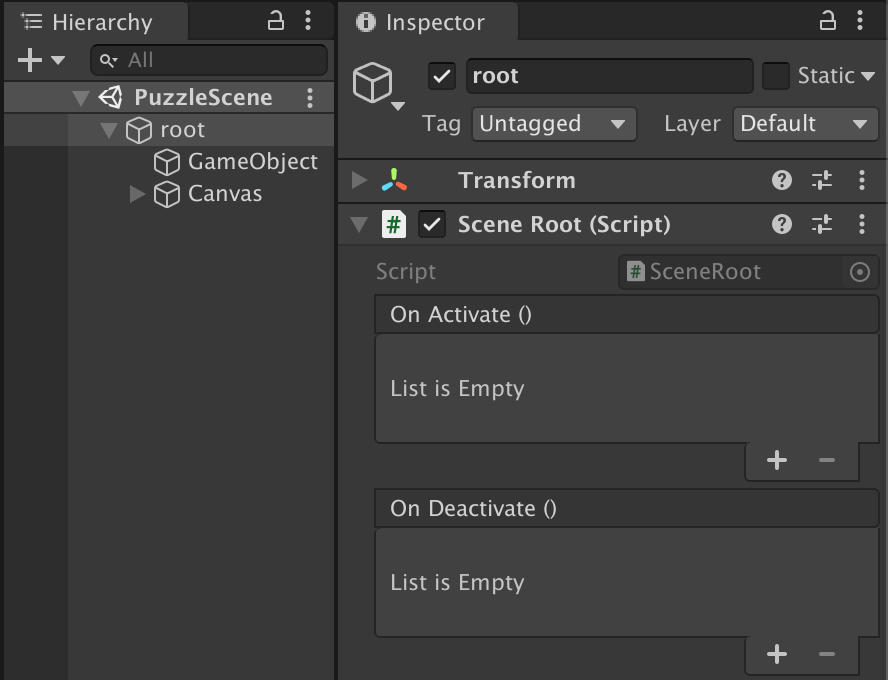 Hierarchy
All
PuzzleScene
root
GameObject
Canvas
Inspector
root
Static
Tag Untagged Layer Default
Transform
# Scene Root (Script)
Script # SceneRoot
On Activate ()
List is Empty
On Deactivate ()
List is Empty